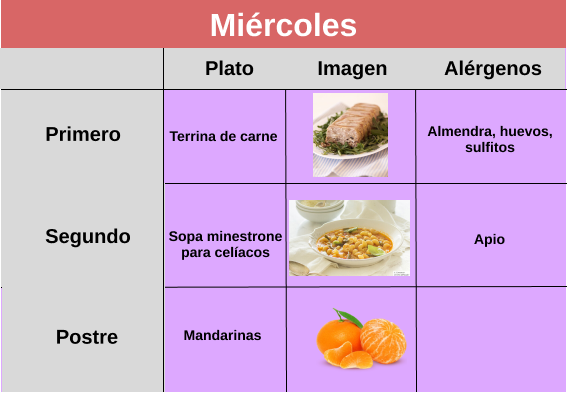 Miércoles
Plato Imagen Alérgenos
Primero
Terrina de carne
Almendra, huevos,
sulfitos
Segundo
Sopa minestrone
para celíacos
Apio
Postre
Mandarinas